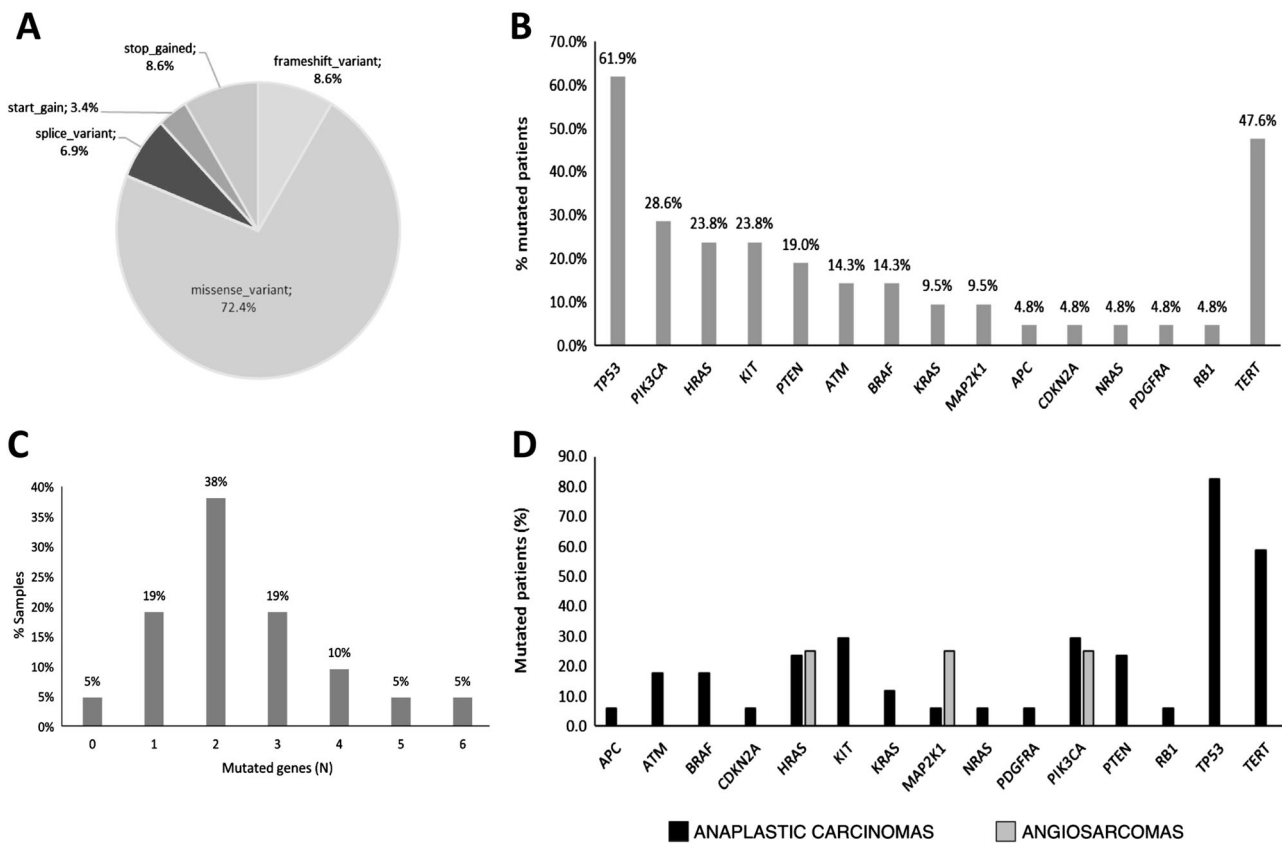 A
stop_gained;
8.6%
frameshift_variant;
8.6%
start_gain; 3.4%
splice_variant;
6.9%
missense_variant;
72.4%
B
% mutated patients
70.0%
60.0%
50.0%
40.0%
30.0%
20.0%
10.0%
0.0%
61.9%
28.6%
23.8%
23.8%
19.0%
14.3%
14.3%
9.5%
9.5%
4.8%
4.8%
4.8%
4.8%
4.8%
47.6%
TP53
PIK3CA
HRAS
KIT
PTEN
ATM
BRAF
KRAS
MAP2K1
APC
CDKN2A
NRAS
PDGFRA
RB1
TERT
C
% Samples
40%
35%
30%
25%
20%
15%
10%
5%
0%
5%
19%
38%
19%
10%
5%
5%
0 1 2 3 4 5 6
Mutated genes (N)
D
Mutated patients (%)
90.0
80.0
70.0
60.0
50.0
40.0
30.0
20.0
10.0
0.0
APC
ATM
BRAF
CDKN2A
HRAS
KIT
KRAS
MAP2K1
NRAS
PDGFRA
PIK3CA
PTEN
RB1
TP53
TERT
ANAPLASTIC CARCINOMAS
ANGIOSARCOMAS